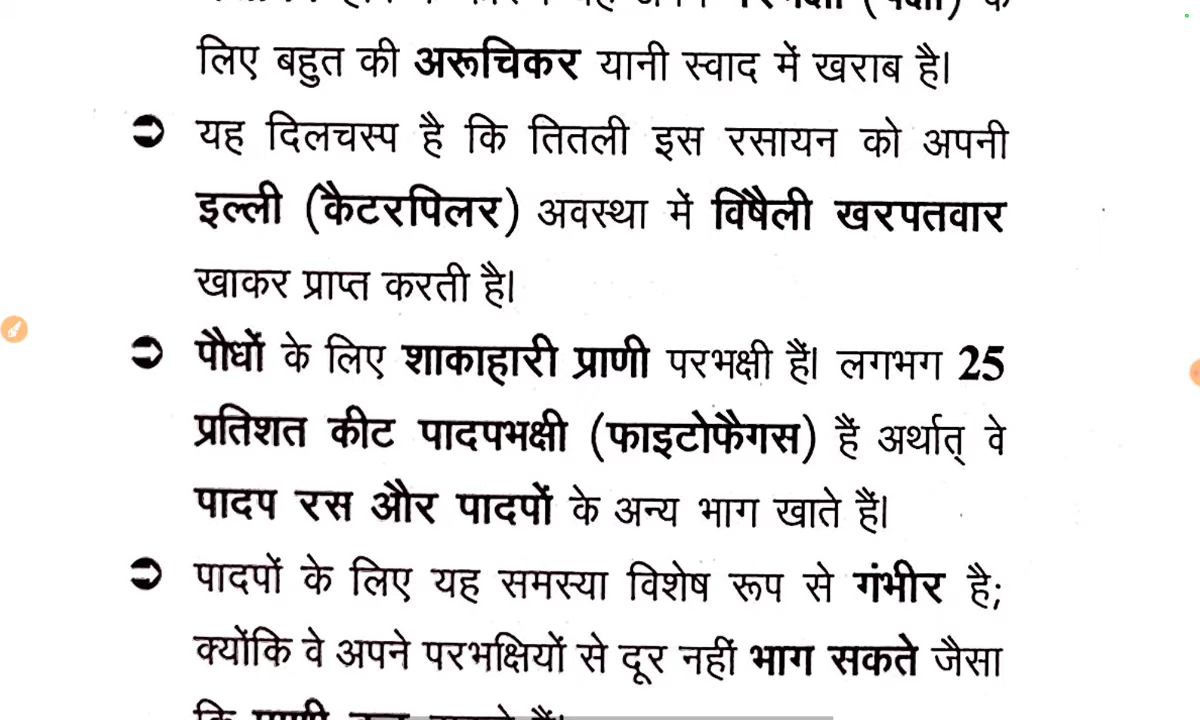 लिए बहुत की अरूचिकर यानी स्वाद में खराब है।
➲ यह दिलचस्प है कि तितली इस रसायन को अपनी
इल्ली (कैटरपिलर) अवस्था में विषैली खरपतवार
खाकर प्राप्त करती है।
➲ पौधों के लिए शाकाहारी प्राणी परभक्षी हैं। लगभग 25
प्रतिशत कीट पादपभक्षी (फाइटोफैगस) हैं अर्थात् वे
पादप रस और पादपों के अन्य भाग खाते हैं।
➲ पादपों के लिए यह समस्या विशेष रूप से गंभीर है;
क्योंकि वे अपने परभक्षियों से दूर नहीं भाग सकते जैसा